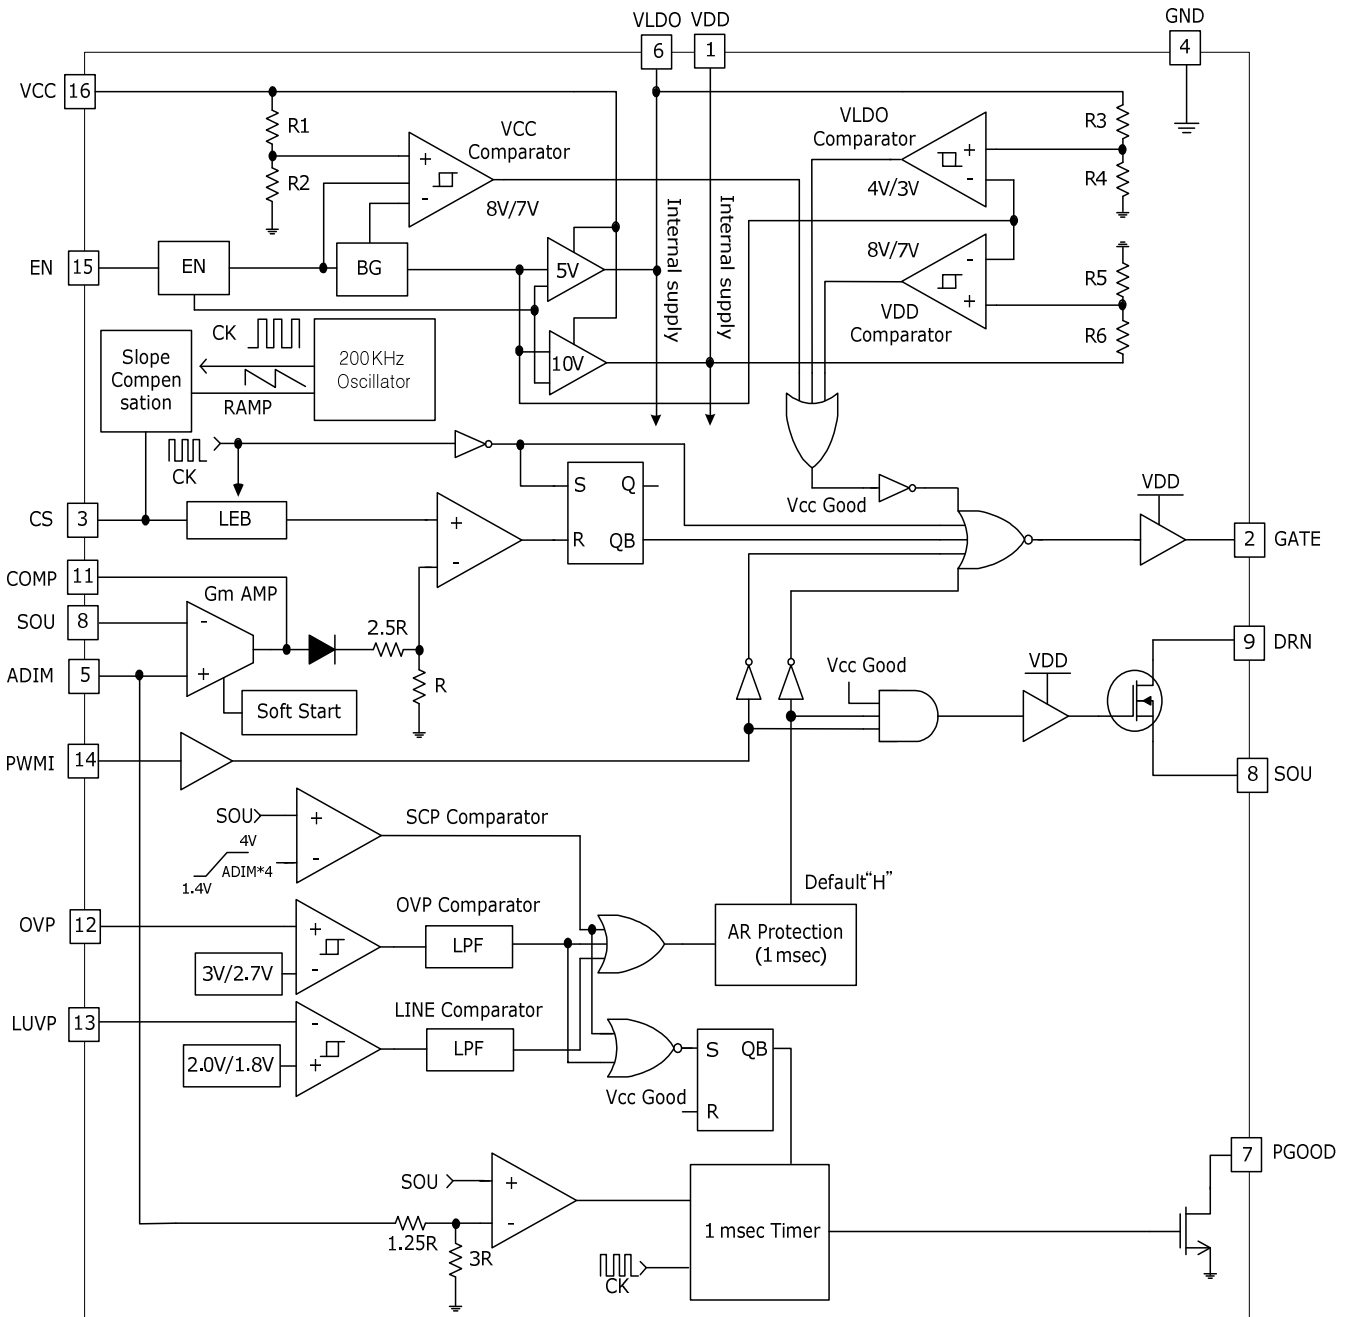 VLDO
VDD
GND
6
1
4
VCC
16
R1
R2
+
-
VCC
Comparator
8V/7V
VLDO
Comparator
4V/3V
+
-
R3
R4
Internal supply
Internal supply
8V/7V
-
+
VDD
Comparator
R5
R6
EN
15
EN
BG
5V
10V
CK
RAMP
200KHz
Oscillator
Slope
Compen
sation
CK
S
Q
R
QB
Vcc Good
VDD
CS
3
LEB
+
-
2
GATE
COMP
11
Gm AMP
SOU
8
-
+
ADIM
5
2.5R
R
Soft Start
Vcc Good
VDD
9
DRN
8
SOU
PWMI
14
SOU
+
-
SCP Comparator
4V
1.4V
ADIM*4
Default"H"
OVP
12
+
-
3V/2.7V
OVP Comparator
LPF
AR Protection
(1msec)
LUVP
13
-
+
2.0V/1.8V
LINE Comparator
LPF
S
QB
R
Vcc Good
SOU
+
-
1.25R
3R
CK
1 msec Timer
7
PGOOD